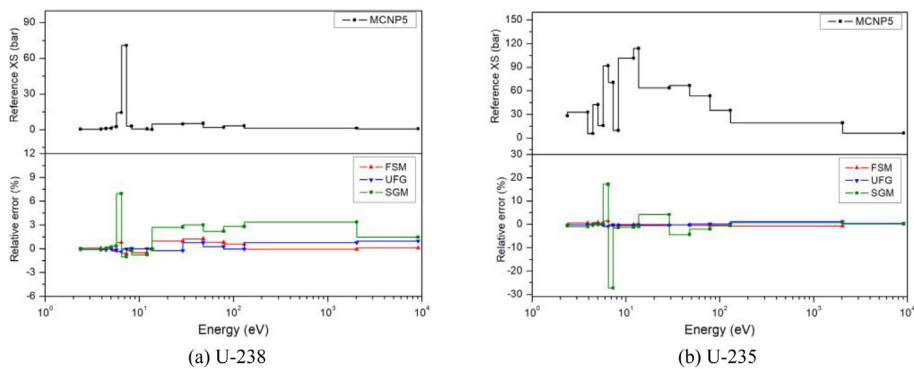 90
60
30
0
Reference XS (bar)
MCNP5
12
9
6
3
0
-3
-6
Relative error (%)
FSM
UFG
SGM
10^0 10^1 10^2 10^3 10^4
Energy (eV)
(a) U-238
150
120
90
60
30
0
Reference XS (bar)
MCNP5
30
20
10
0
-10
-20
-30
Relative error (%)
FSM
UFG
SGM
10^0 10^1 10^2 10^3 10^4
Energy (eV)
(b) U-235